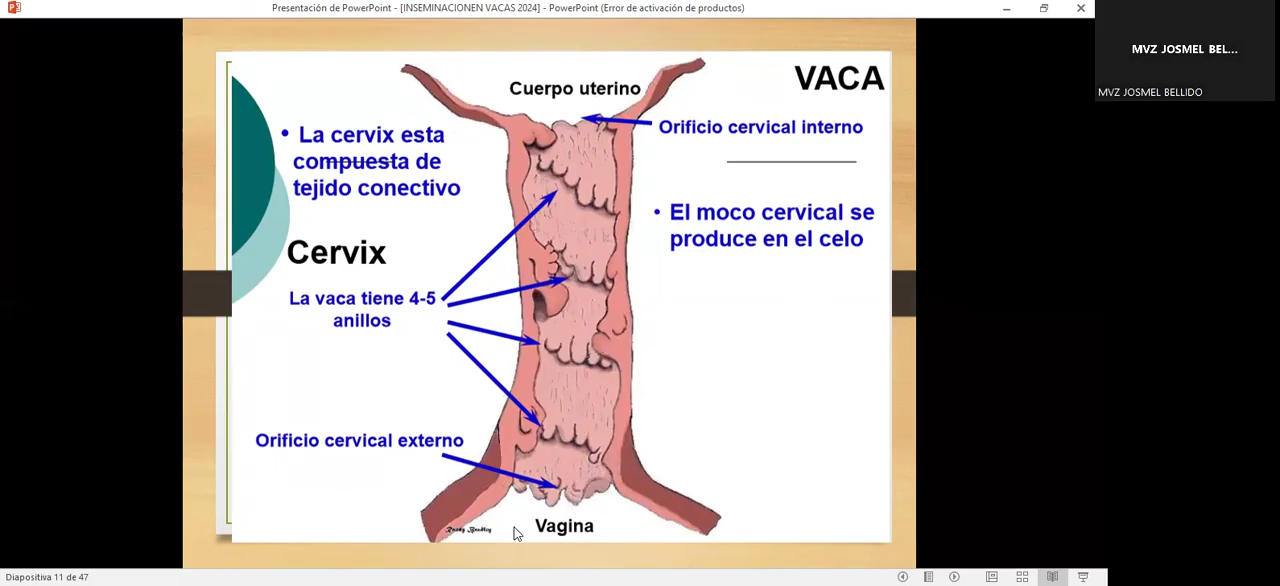 Presentación de PowerPoint - [INSEMINACIONEN VACAS 2024] - PowerPoint (Error de activación de productos)
MVZ JOSMEL BEL...
MVZ JOSMEL BELLIDO
VACA
Cuerpo uterino
Orificio cervical interno
• La cervix esta
compuesta de
tejido conectivo
• El moco cervical se
produce en el celo
Cervix
La vaca tiene 4-5
anillos
Orificio cervical externo
Vagina
Diapositiva 11 de 47